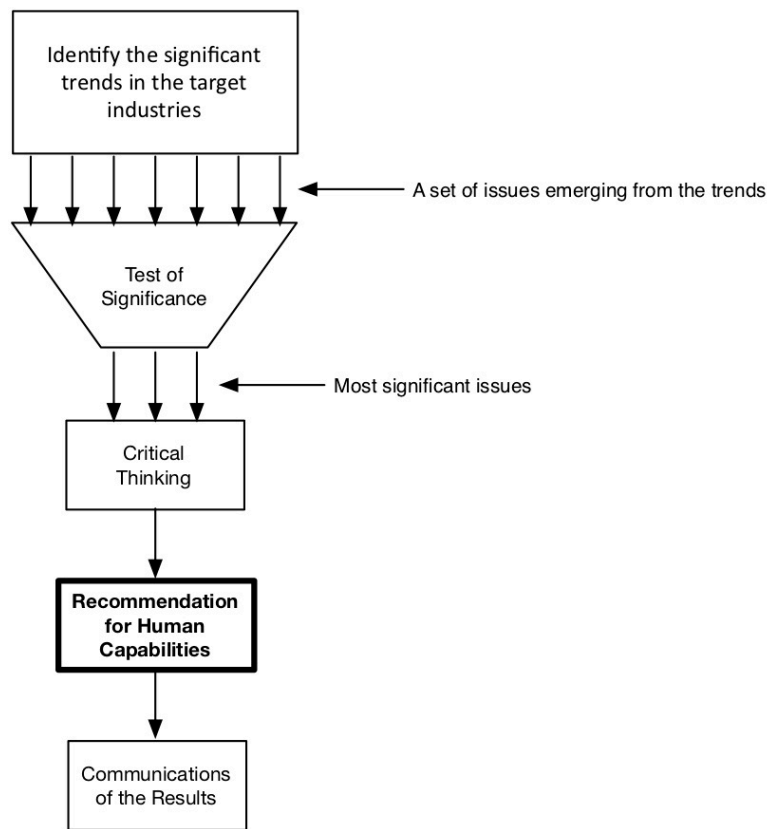 Identify the significant
trends in the target
industries
A set of issues emerging from the trends
Test of
Significance
Most significant issues
Critical
Thinking
Recommendation
for Human
Capabilities
Communications
of the Results